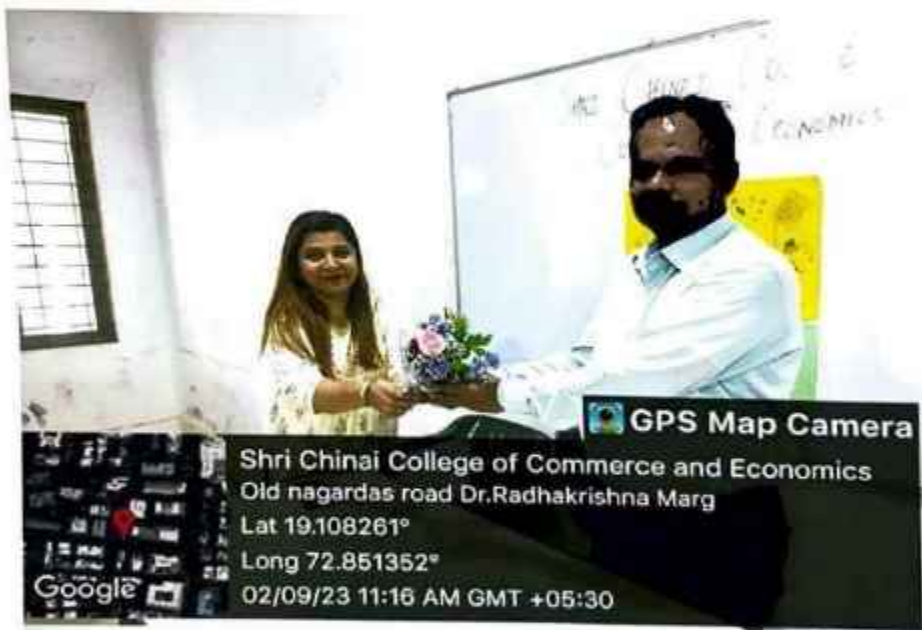 ECONOMICS
GPS Map Camera
Shri Chinai College of Commerce and Economics
Old nagardas road Dr.Radhakrishna Marg
Lat 19.108261°
Long 72.851352°
02/09/23 11:16 AM GMT +05:30
Google